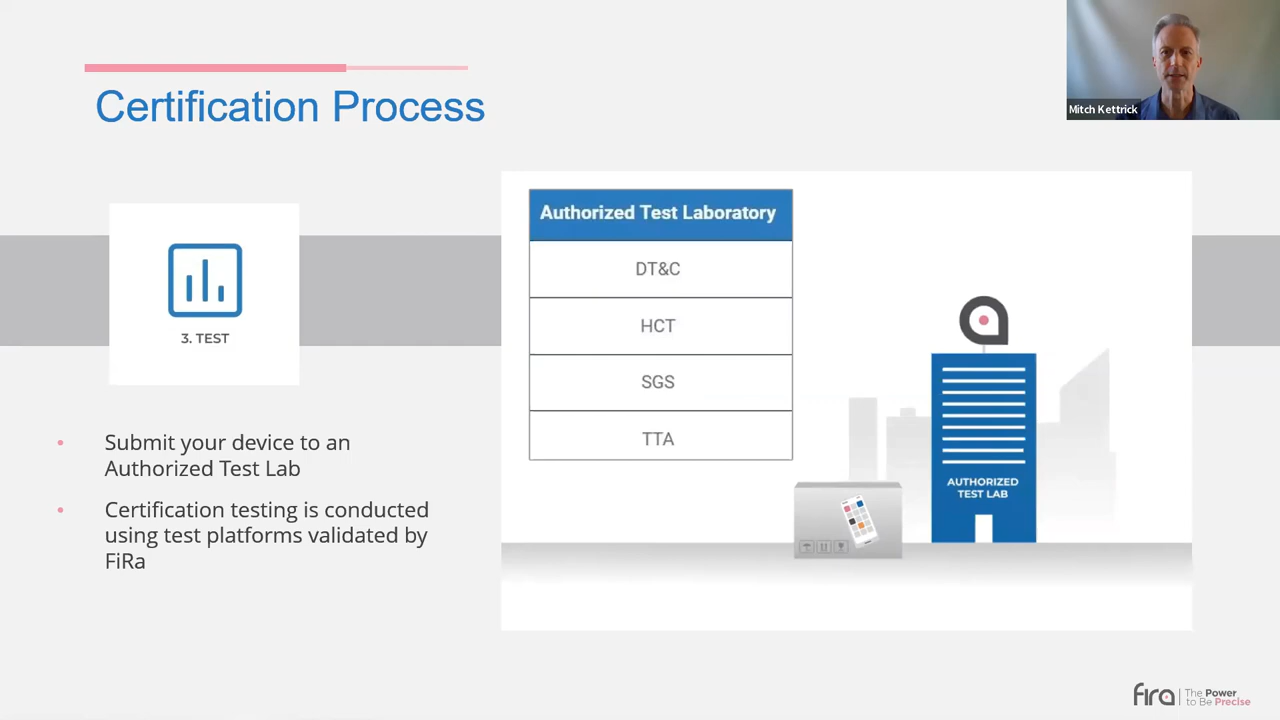 Certification Process
Mitch Kettrick
3. TEST
Submit your device to an
Authorized Test Lab
Certification testing is conducted
using test platforms validated by
FiRa
Authorized Test Laboratory
DT&C
HCT
SGS
TTA
AUTHORIZED
TEST LAB
fira
The Power
to Be Precise